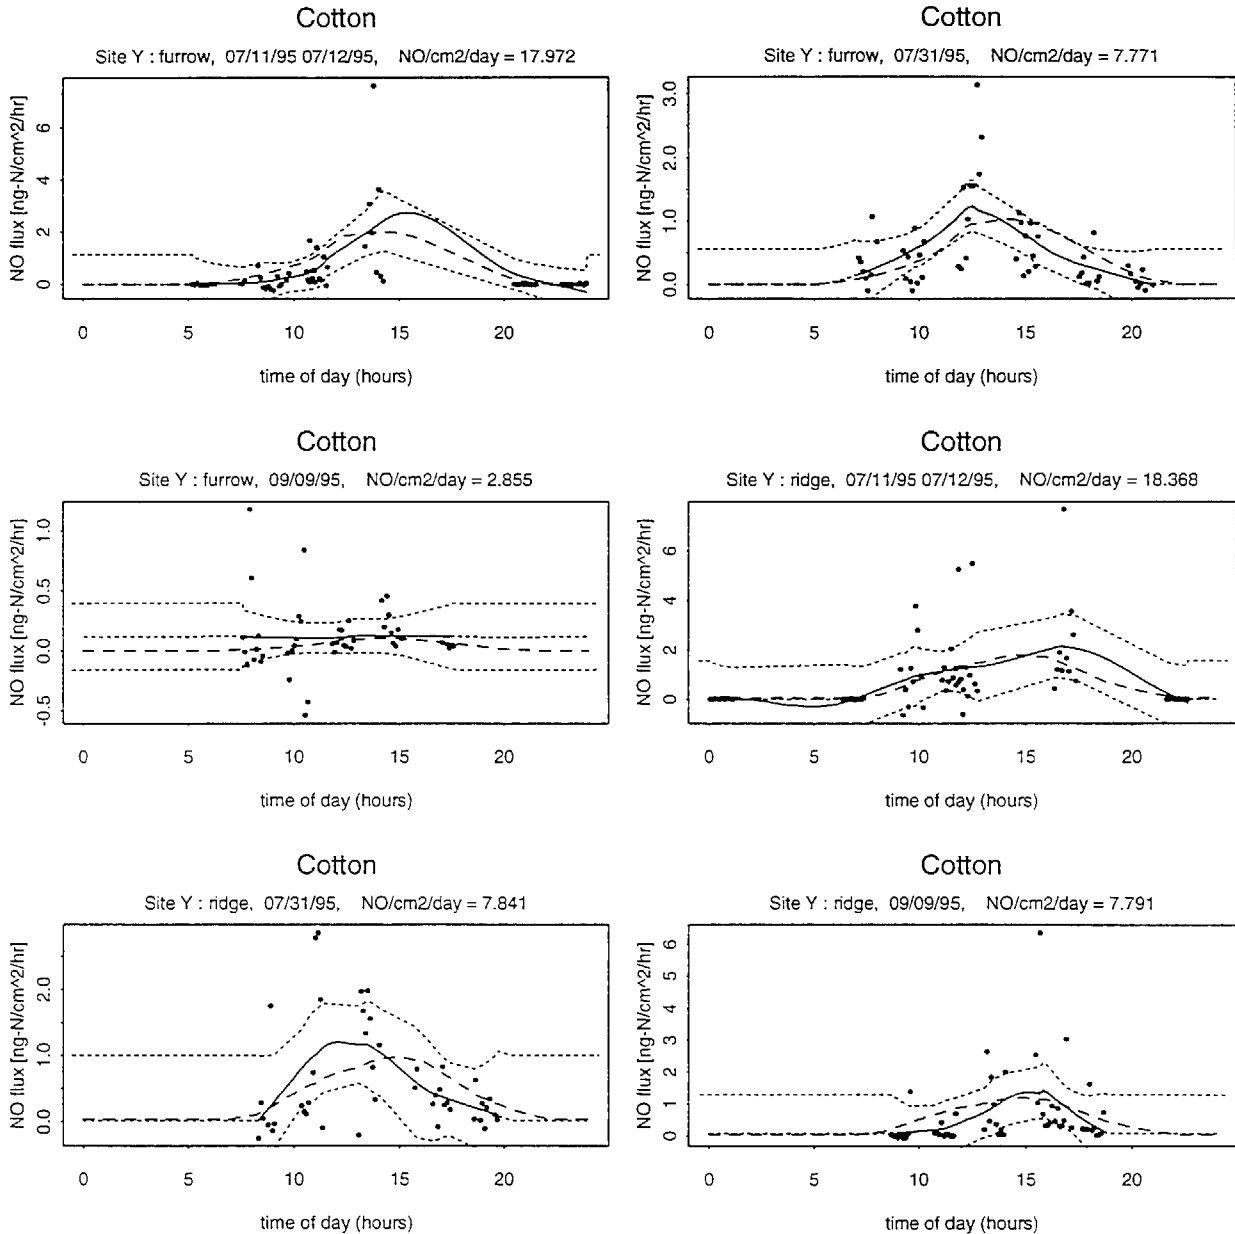 Cotton
Site Y : furrow, 07/11/95 07/12/95, NO/cm2/day = 17.972
NO flux [ng-N/cm^2/hr]
6
4
2
0
0 5 10 15 20
time of day (hours)
Cotton
Site Y : furrow, 07/31/95, NO/cm2/day = 7.771
NO flux [ng-N/cm^2/hr]
3.0
2.0
1.0
0.0
0 5 10 15 20
time of day (hours)
Cotton
Site Y : furrow, 09/09/95, NO/cm2/day = 2.855
NO flux [ng-N/cm^2/hr]
1.0
0.5
0.0
-0.5
0 5 10 15 20
time of day (hours)
Cotton
Site Y : ridge, 07/11/95 07/12/95, NO/cm2/day = 18.368
NO flux [ng-N/cm^2/hr]
6
4
2
0
0 5 10 15 20
time of day (hours)
Cotton
Site Y : ridge, 07/31/95, NO/cm2/day = 7.841
NO flux [ng-N/cm^2/hr]
2.0
1.0
0.0
0 5 10 15 20
time of day (hours)
Cotton
Site Y : ridge, 09/09/95, NO/cm2/day = 7.791
NO flux [ng-N/cm^2/hr]
6
5
4
3
2
1
0
0 5 10 15 20
time of day (hours)